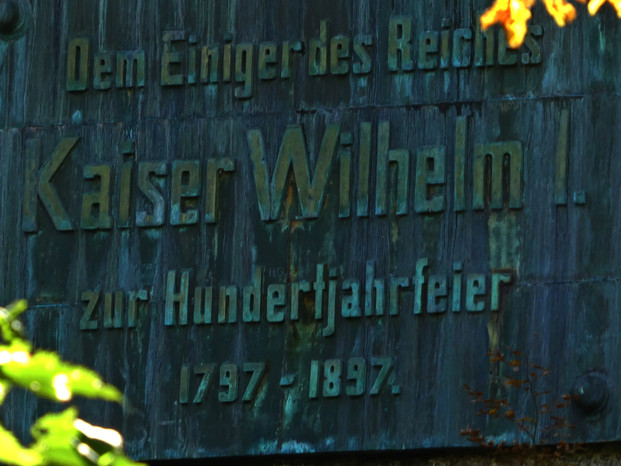 Dem Einiger des Reiches
Kaiser Wilhelm I.
zur Hundertjahrfeier
1797 - 1897.